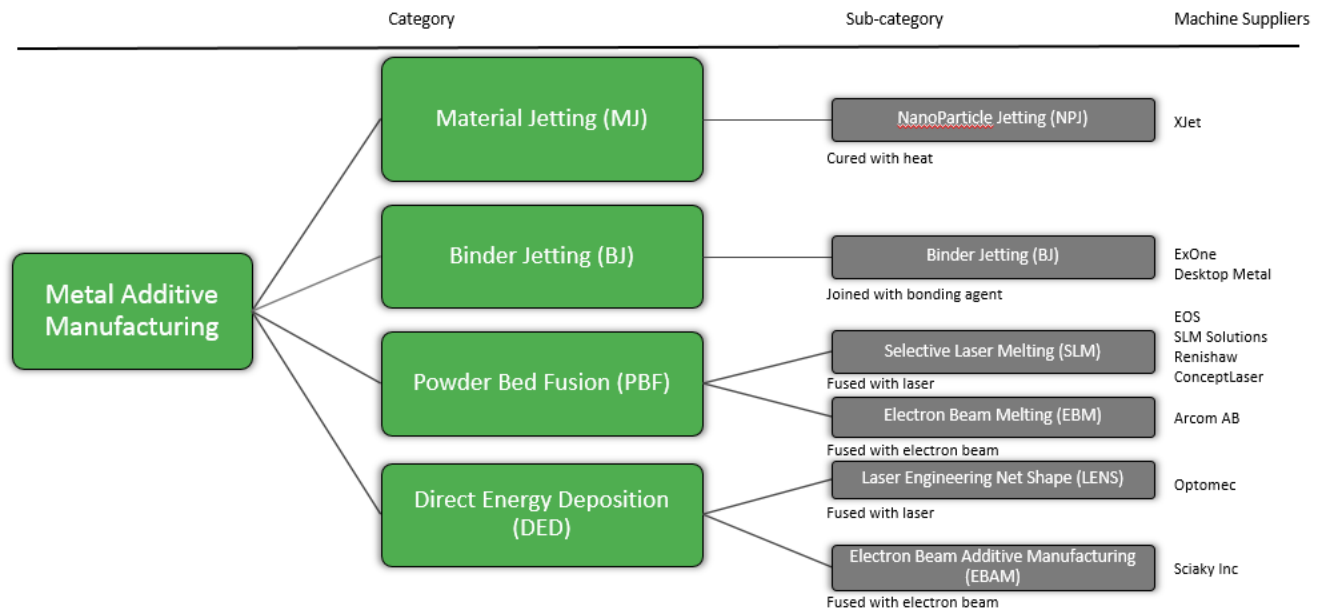 Category
Sub-category
Machine Suppliers
Metal Additive
Manufacturing
Material Jetting (MJ)
NanoParticle Jetting (NPJ)
Cured with heat
XJet
Binder Jetting (BJ)
Binder Jetting (BJ)
Joined with bonding agent
ExOne
Desktop Metal
Powder Bed Fusion (PBF)
Selective Laser Melting (SLM)
Fused with laser
EOS
SLM Solutions
Renishaw
ConceptLaser
Electron Beam Melting (EBM)
Fused with electron beam
Arcom AB
Direct Energy Deposition
(DED)
Laser Engineering Net Shape (LENS)
Fused with laser
Optomec
Electron Beam Additive Manufacturing
(EBAM)
Fused with electron beam
Sciaky Inc